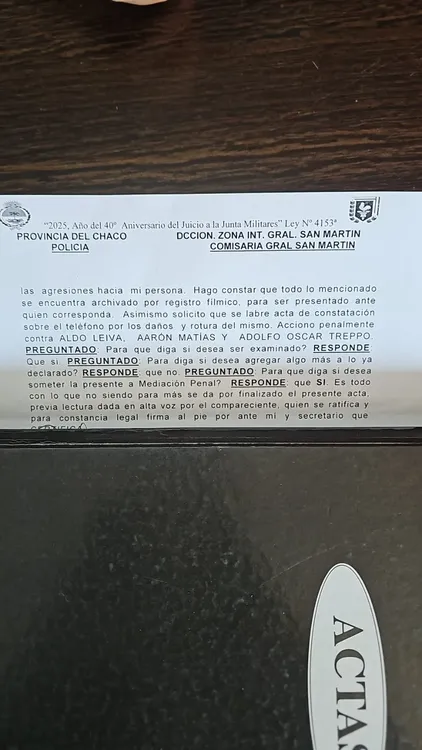 "2025, Año del 40° Aniversario del Juicio a la Junta Militares" Ley N° 4153ª
PROVINCIA DEL CHACO DCCION. ZONA INT. GRAL. SAN MARTIN
POLICIA COMISARIA GRAL SAN MARTIN
las agresiones hacia mi persona. Hago constar que todo lo mencionado
se encuentra archivado por registro fílmico, para ser presentado ante
quien corresponda. Asimismo solicito que se labre acta de constatación
sobre el teléfono por los daños y rotura del mismo. Acciono penalmente
contra ALDO LEIVA, AARÓN MATÍAS Y ADOLFO OSCAR TREPPO.
PREGUNTADO: Para que diga si desea ser examinado? RESPONDE:
Que si. PREGUNTADO: Para diga si desea agregar algo más a lo ya
declarado? RESPONDE: que no. PREGUNTADO: Para que diga si desea
someter la presente a Mediación Penal? RESPONDE: que SI. Es todo
con lo que no siendo para más se da por finalizado el presente acta,
previa lectura dada en alta voz por el compareciente, quien se ratifica y
para constancia legal firma al pie por ante mi y secretario que
ACTAS